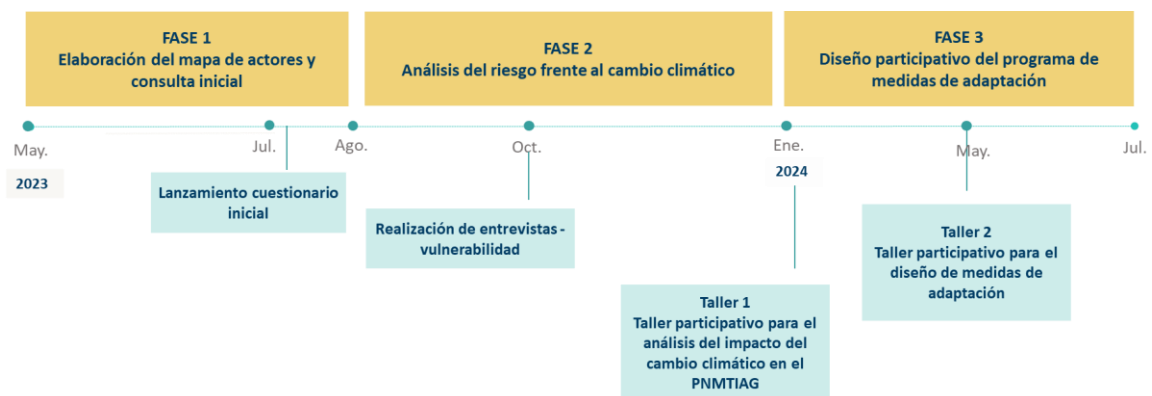 FASE 1
Elaboración del mapa de actores y
consulta inicial
FASE 2
Análisis del riesgo frente al cambio climático
FASE 3
Diseño participativo del programa de
medidas de adaptación
May.
2023
Jul.
Ago.
Oct.
Ene.
2024
May.
Jul.
Lanzamiento cuestionario
inicial
Realización de entrevistas -
vulnerabilidad
Taller 1
Taller participativo para el
análisis del impacto del
cambio climático en el
PNMTIAG
Taller 2
Taller participativo para el
diseño de medidas de
adaptación